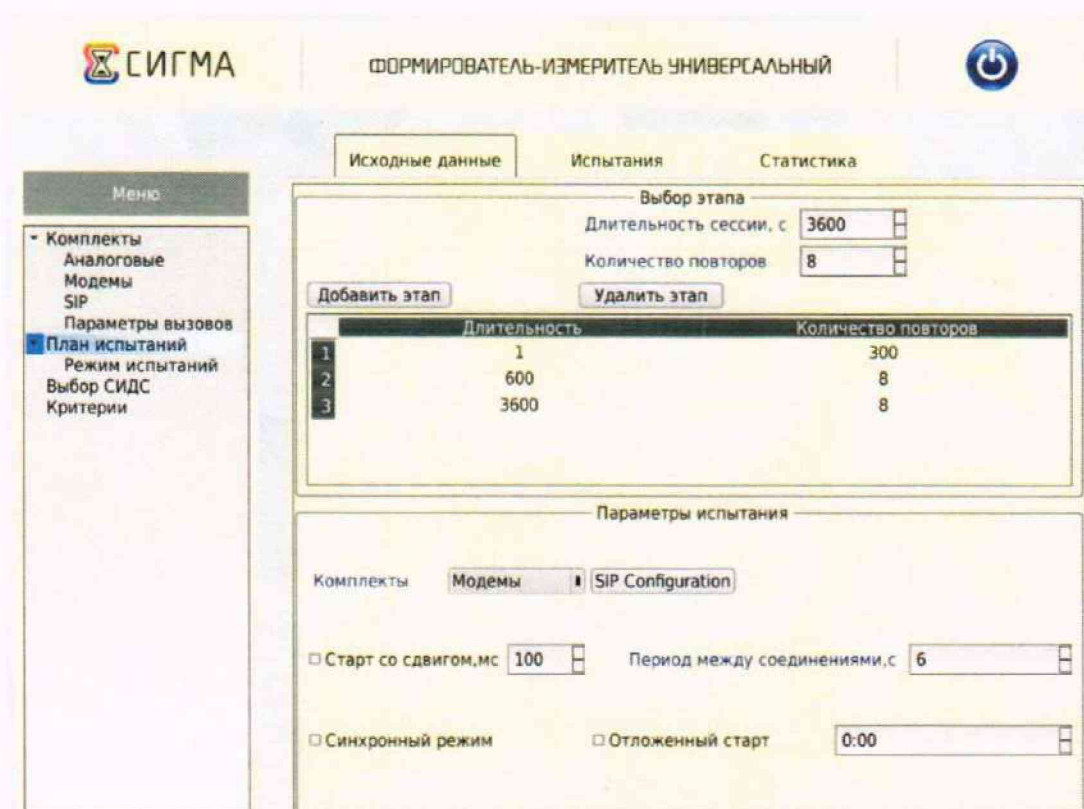 СИГМА
ФОРМИРОВАТЕЛЬ-ИЗМЕРИТЕЛЬ УНИВЕРСАЛЬНЫЙ
Исходные данные Испытания Статистика
Меню
Комплекты
Аналоговые
Модемы
SIP
Параметры вызовов
План испытаний
Режим испытаний
Выбор СИДС
Критерии
Выбор этапа
Длительность сессии, с 3600
Количество повторов 8
Добавить этап Удалить этап
Длительность Количество повторов
1 1 300
2 600 8
3 3600 8
Параметры испытания
Комплекты Модемы SIP Configuration
Старт со сдвигом,мс 100 Период между соединениями,с 6
Синхронный режим Отложенный старт 0:00